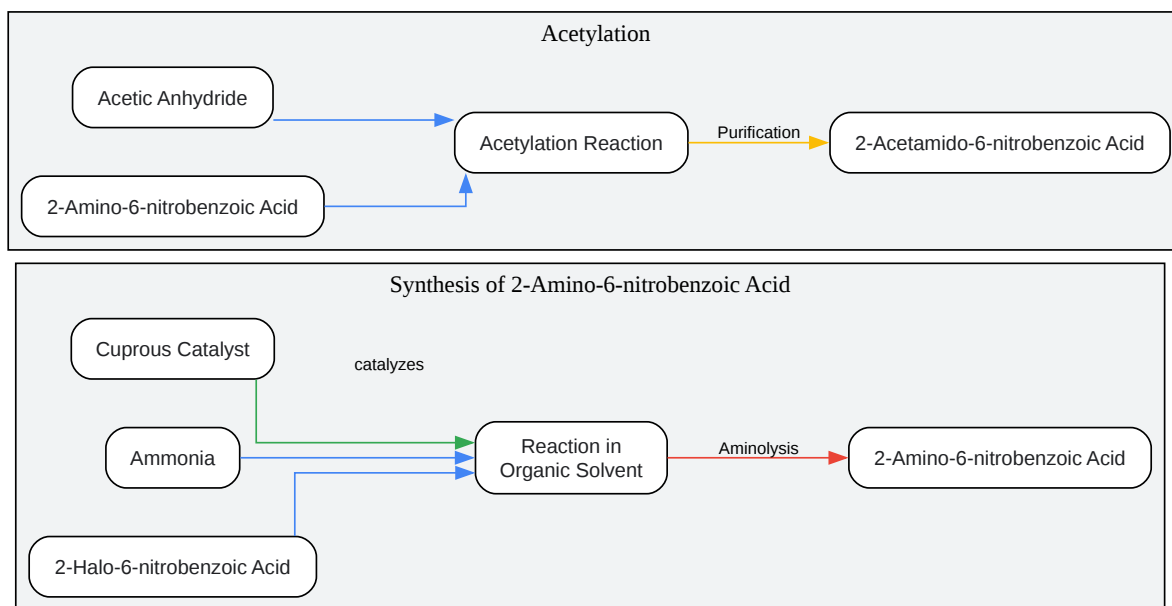 Acetylation
Acetic Anhydride
Acetylation Reaction
Purification
2-Acetamido-6-nitrobenzoic Acid
2-Amino-6-nitrobenzoic Acid
Synthesis of 2-Amino-6-nitrobenzoic Acid
Cuprous Catalyst
catalyzes
Ammonia
Reaction in
Organic Solvent
Aminolysis
2-Amino-6-nitrobenzoic Acid
2-Halo-6-nitrobenzoic Acid